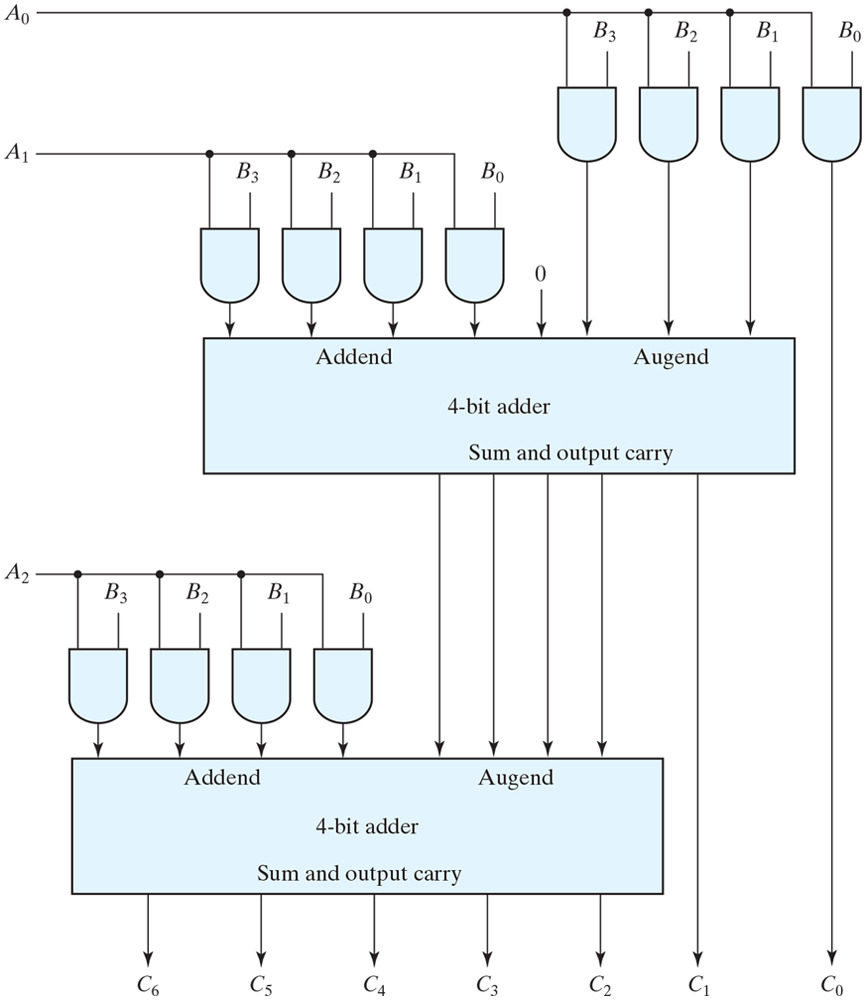 A₀
B₃ B₂ B₁ B₀
A₁
B₃ B₂ B₁ B₀
0
Addend Augend
4-bit adder
Sum and output carry
A₂
B₃ B₂ B₁ B₀
Addend Augend
4-bit adder
Sum and output carry
C₆ C₅ C₄ C₃ C₂ C₁ C₀